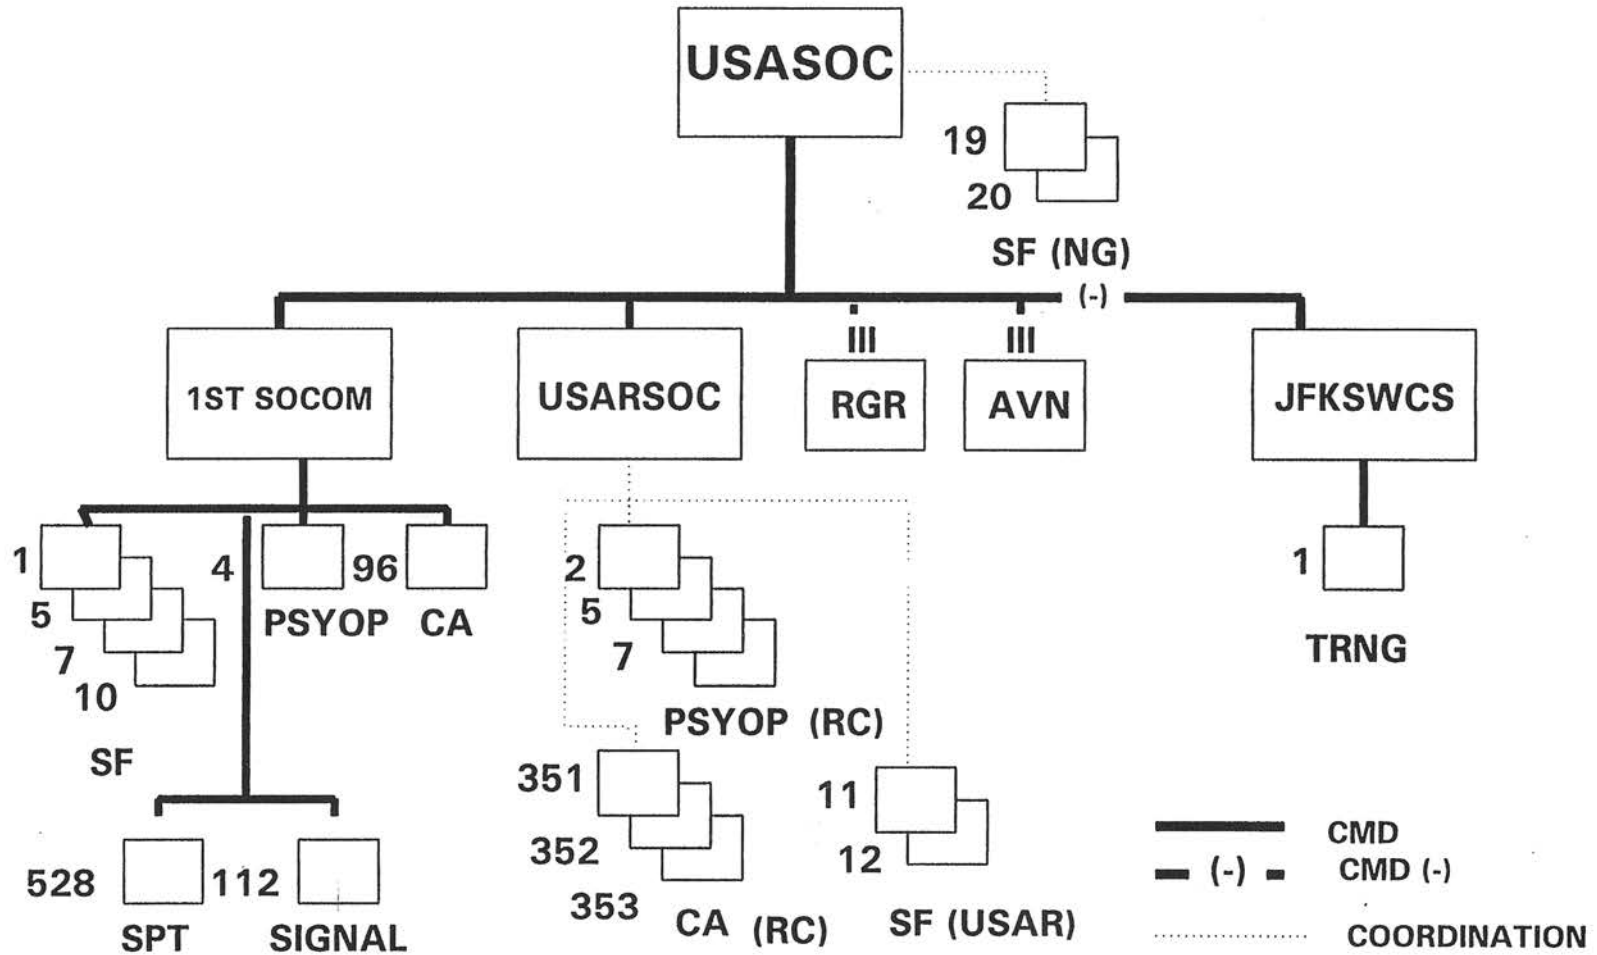 USASOC
19
20
SF (NG)
(-)
III
III
1ST SOCOM
USARSOC
RGR
AVN
JFKSWCS
1
5
7
10
SF
4
PSYOP
96
CA
2
5
7
PSYOP (RC)
1
TRNG
528
SPT
112
SIGNAL
351
352
353
CA (RC)
11
12
SF (USAR)
CMD
(-)
CMD (-)
COORDINATION